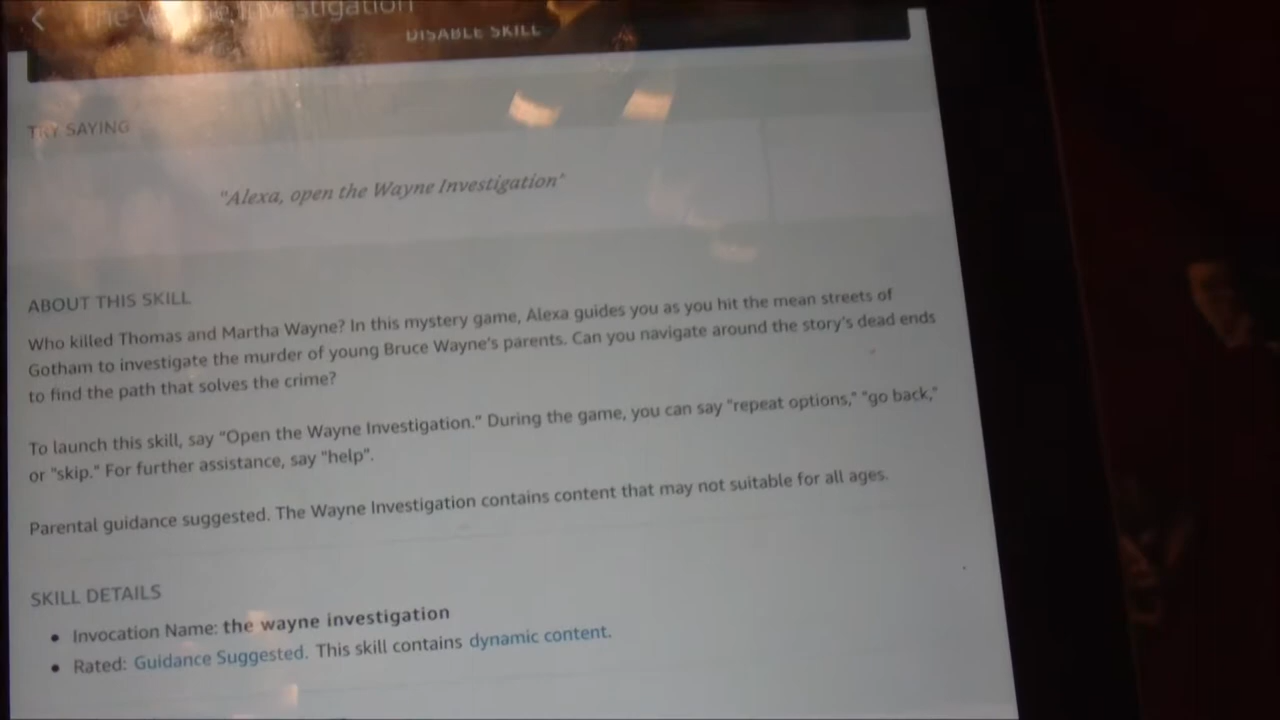 The Wayne Investigation
DISABLE SKILL
TRY SAYING
"Alexa, open the Wayne Investigation"
ABOUT THIS SKILL
Who killed Thomas and Martha Wayne? In this mystery game, Alexa guides you as you hit the mean streets of
Gotham to investigate the murder of young Bruce Wayne's parents. Can you navigate around the story's dead ends
to find the path that solves the crime?
To launch this skill, say "Open the Wayne Investigation." During the game, you can say "repeat options," "go back,"
or "skip." For further assistance, say "help".
Parental guidance suggested. The Wayne Investigation contains content that may not suitable for all ages.
SKILL DETAILS
• Invocation Name: the wayne investigation
• Rated: Guidance Suggested. This skill contains dynamic content.